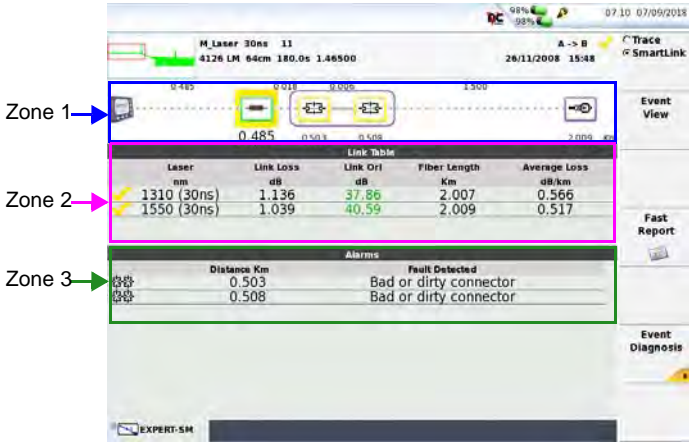 98% 98% 07.10 07/09/2018
M_Laser 30ns 11 A -> B
4126 LM 64cm 180.0s 1.46500 26/11/2008 15:48
Trace
SmartLink
Zone 1
0.485 0.018 0.006 1.500
0.485 0.503 0.509 2.009 Km
Event
View
Zone 2
Link Table
Laser Link Loss Link Orl Fiber Length Average Loss
nm dB dB Km dB/km
1310 (30ns) 1.136 37.86 2.007 0.566
1550 (30ns) 1.039 40.59 2.009 0.517
Fast
Report
Zone 3
Alarms
Distance Km Fault Detected
0.503 Bad or dirty connector
0.508 Bad or dirty connector
Event
Diagnosis
EXPERT-SM